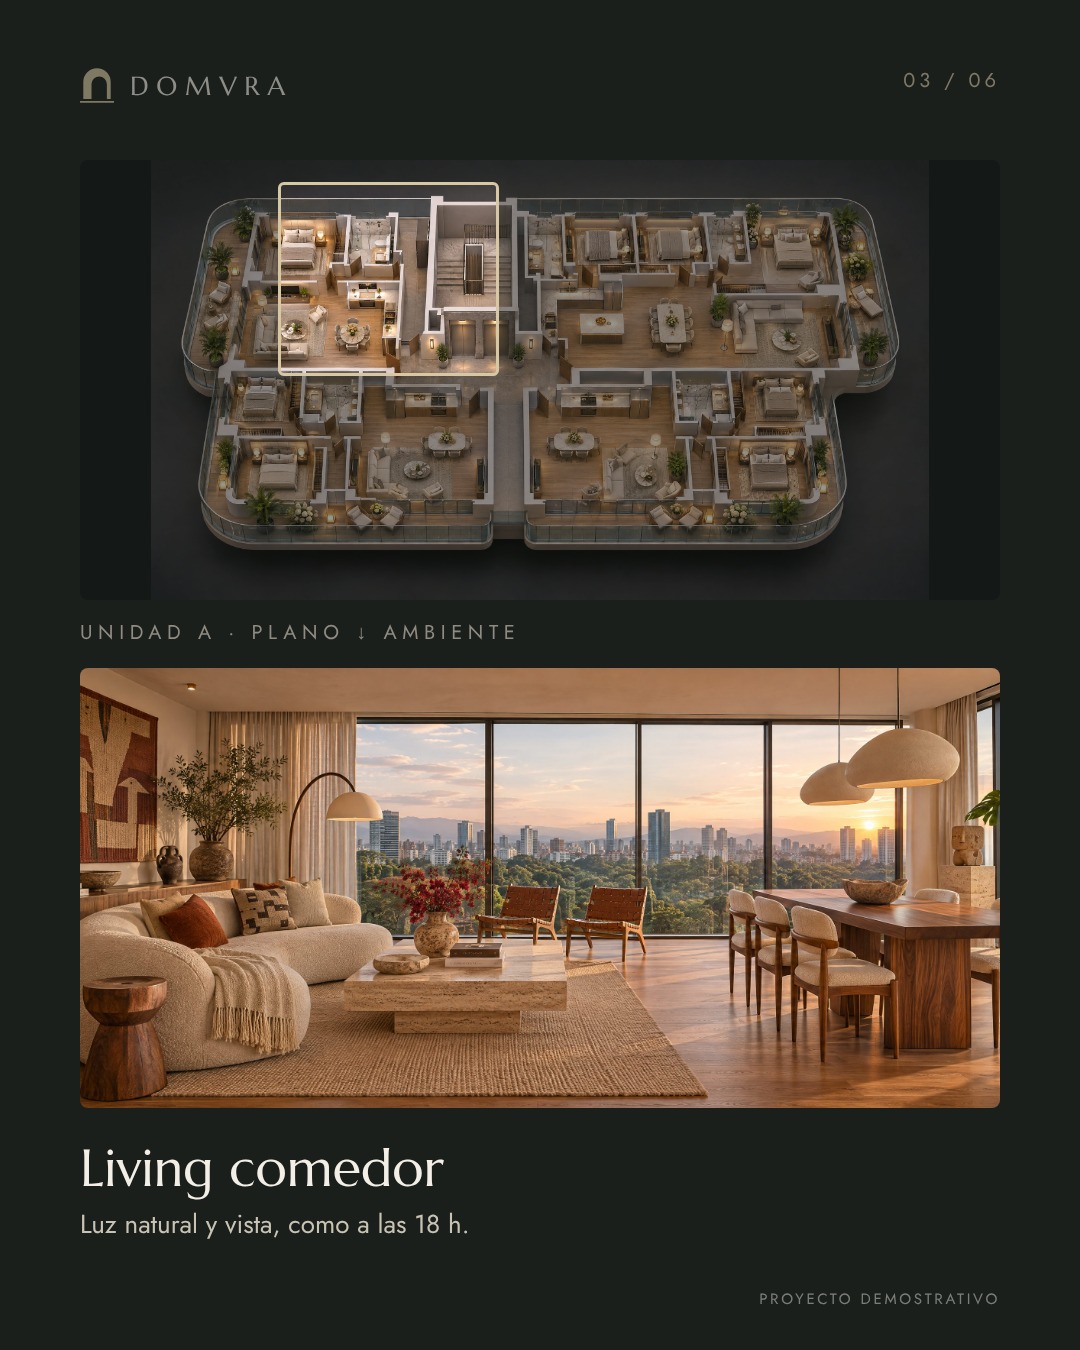 DOMVRA
03 / 06
UNIDAD A · PLANO ↓ AMBIENTE
Living comedor
Luz natural y vista, como a las 18 h.
PROYECTO DEMOSTRATIVO